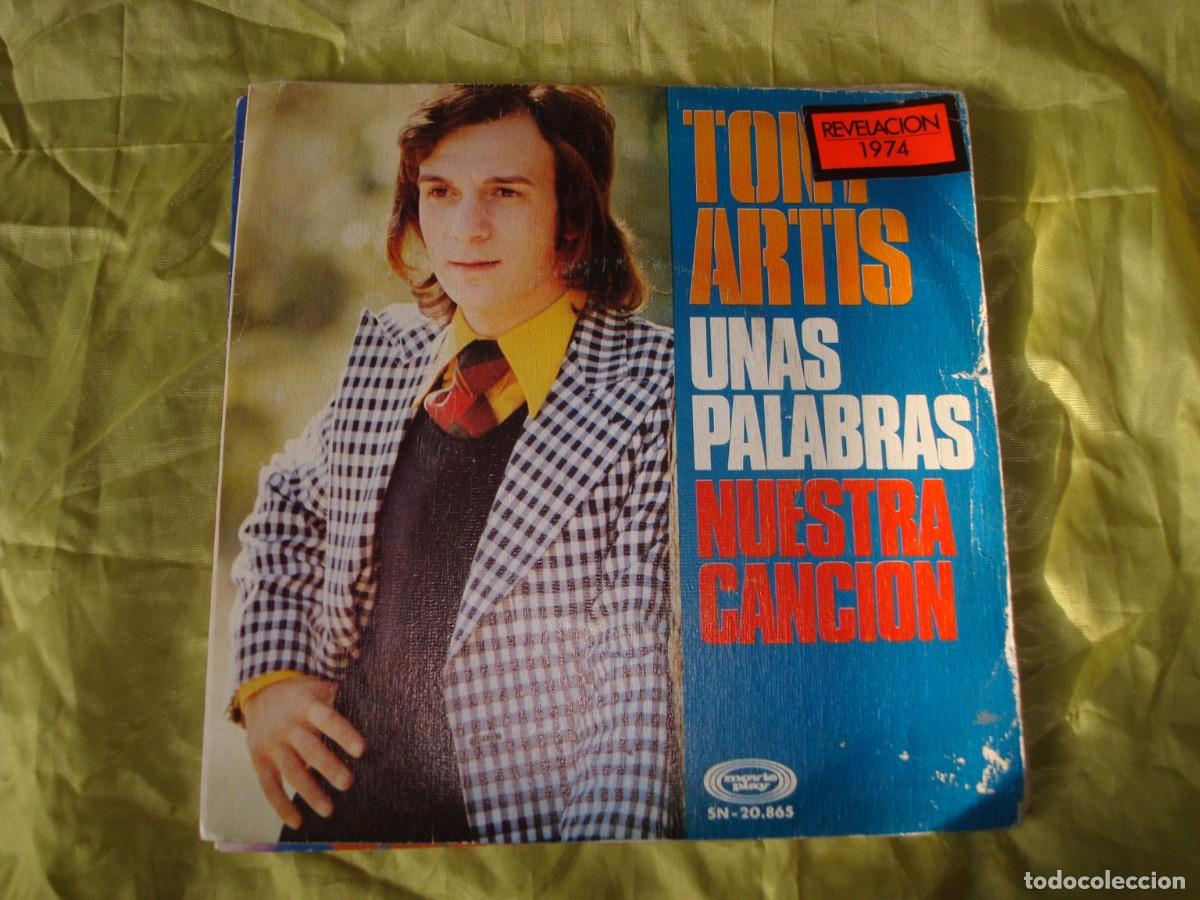 TONY
ARTIS
REVELACION
1974
UNAS
PALABRAS
NUESTRA
CANCION
movie
play
SN-20.865
todocoleccion